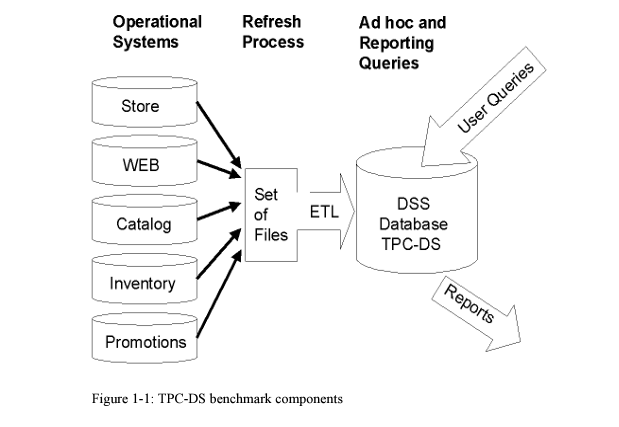 Operational
Systems
Refresh
Process
Ad hoc and
Reporting
Queries
Store
WEB
Catalog
Inventory
Promotions
Set
of
Files
ETL
User Queries
DSS
Database
TPC-DS
Reports
Figure 1-1: TPC-DS benchmark components